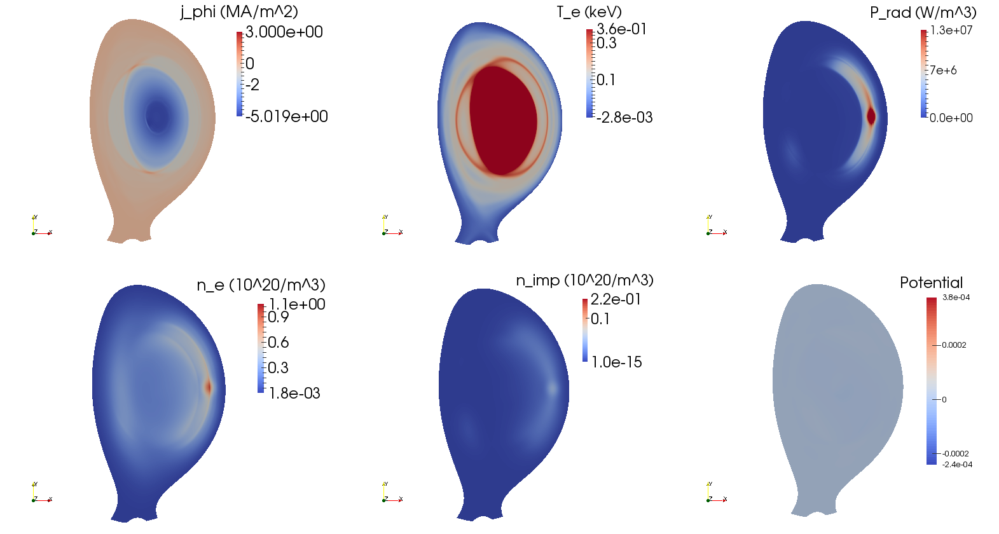 j_phi (MA/m^2)
3.000e+00
0
-2
-5.019e+00
Y
Z
X
T_e (keV)
3.6e-01
0.3
0.1
-2.8e-03
Y
Z
X
P_rad (W/m^3)
1.3e+07
7e+6
0.0e+00
Y
Z
X
n_e (10^20/m^3)
1.1e+00
0.9
0.6
0.3
1.8e-03
Y
Z
X
n_imp (10^20/m^3)
2.2e-01
0.1
1.0e-15
Y
Z
X
Potential
3.8e-04
0.0002
0
-0.0002
-2.4e-04
Y
Z
X